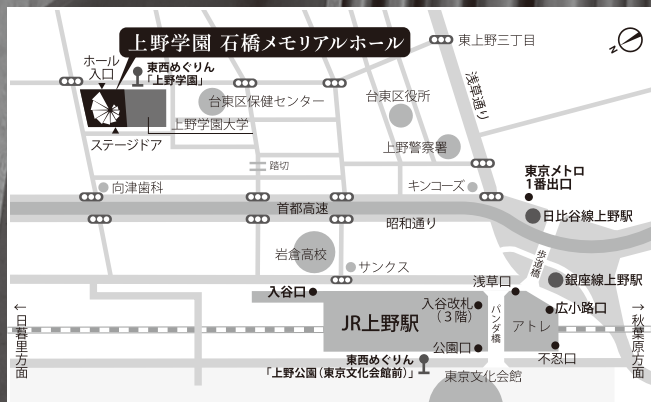 上野学園 石橋メモリアルホール
東上野三丁目
N
ホール
入口
東西めぐりん
「上野学園」
浅草通り
台東区保健センター
台東区役所
上野学園大学
ステージドア
上野警察署
踏切
東京メトロ
1番出口
向津歯科
キンコーズ
首都高速
日比谷線上野駅
昭和通り
岩倉高校
サンクス
歩道橋
銀座線上野駅
入谷口
浅草口
入谷改札
(3階)
広小路口
←日暮里方面
JR上野駅
パンダ橋
アトレ
→秋葉原方面
公園口
不忍口
東西めぐりん
「上野公園(東京文化会館前)」
東京文化会館